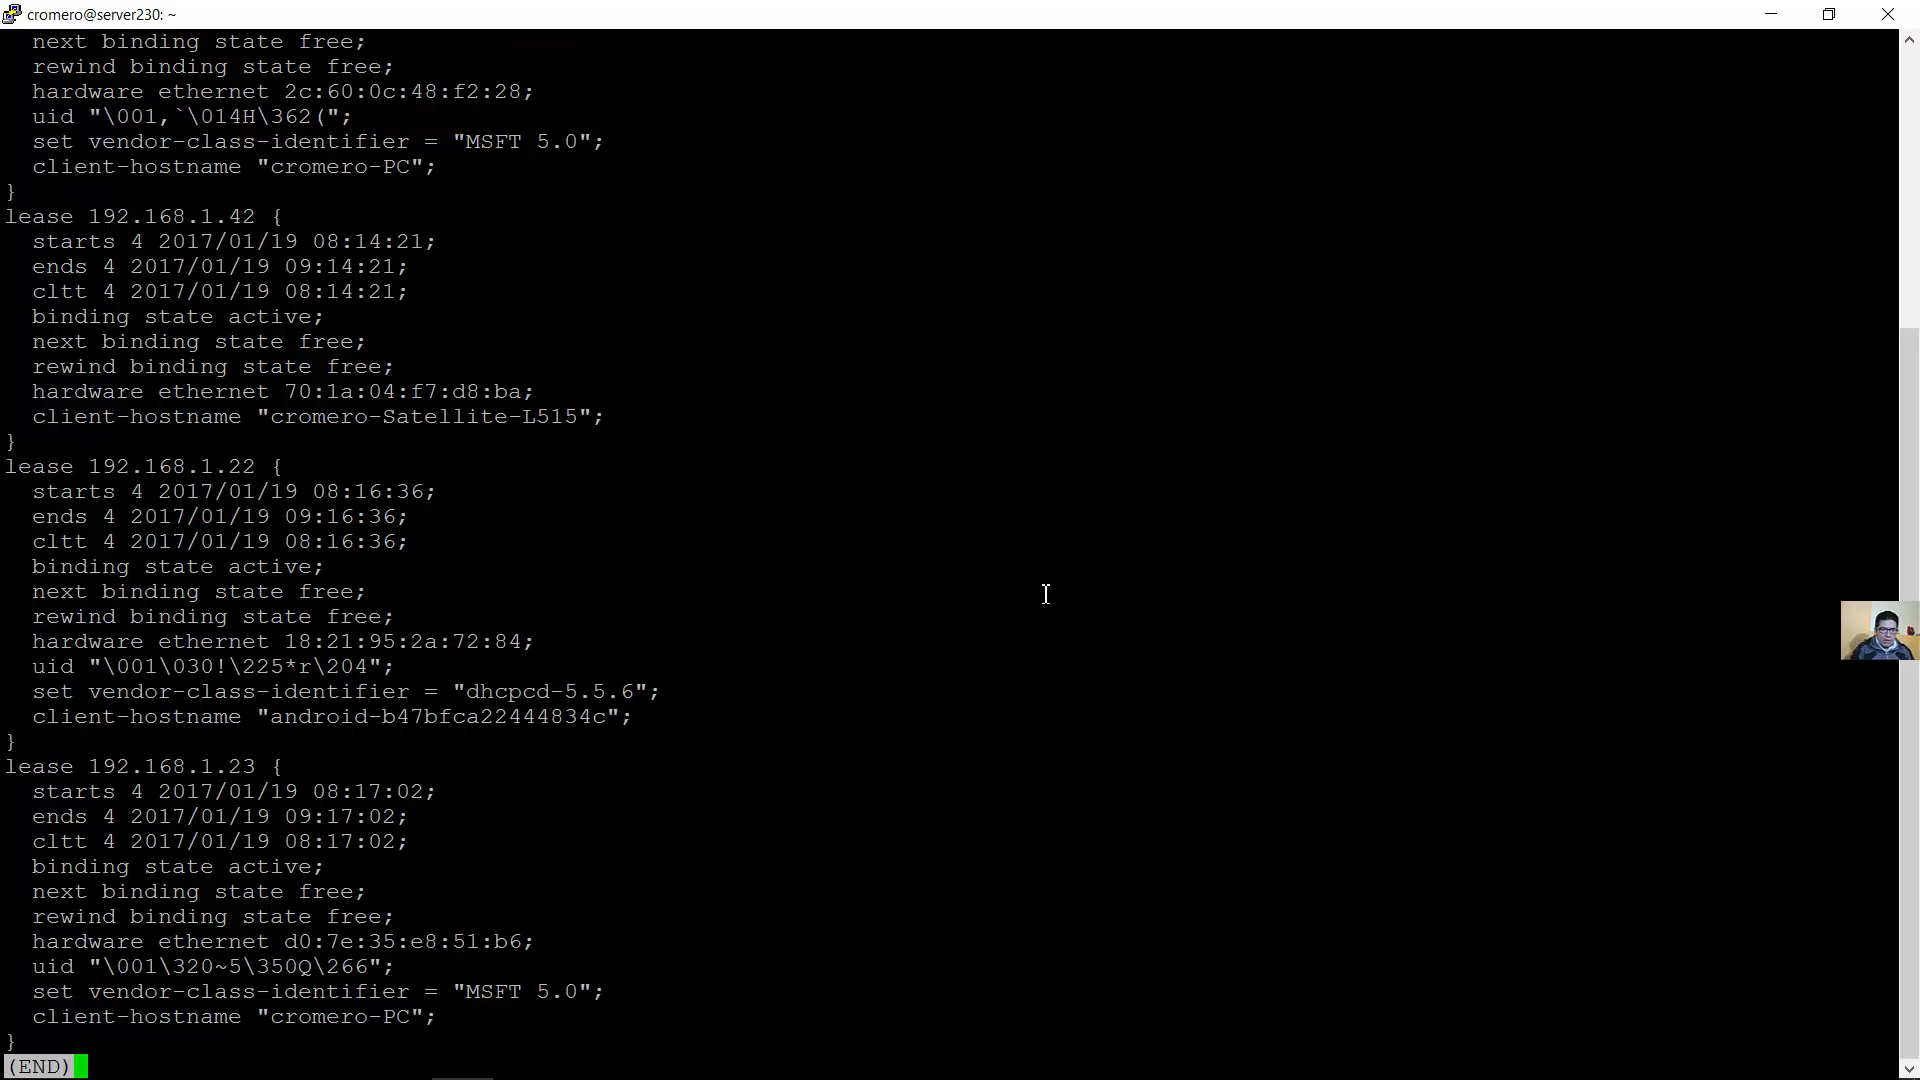 cromero@server230: ~
next binding state free;
rewind binding state free;
hardware ethernet 2c:60:0c:48:f2:28;
uid "\001,`\014H\362(";
set vendor-class-identifier = "MSFT 5.0";
client-hostname "cromero-PC";
}
lease 192.168.1.42 {
starts 4 2017/01/19 08:14:21;
ends 4 2017/01/19 09:14:21;
cltt 4 2017/01/19 08:14:21;
binding state active;
next binding state free;
rewind binding state free;
hardware ethernet 70:1a:04:f7:d8:ba;
client-hostname "cromero-Satellite-L515";
}
lease 192.168.1.22 {
starts 4 2017/01/19 08:16:36;
ends 4 2017/01/19 09:16:36;
cltt 4 2017/01/19 08:16:36;
binding state active;
next binding state free;
rewind binding state free;
hardware ethernet 18:21:95:2a:72:84;
uid "\001\030!\225*r\204";
set vendor-class-identifier = "dhcpcd-5.5.6";
client-hostname "android-b47bfca22444834c";
}
lease 192.168.1.23 {
starts 4 2017/01/19 08:17:02;
ends 4 2017/01/19 09:17:02;
cltt 4 2017/01/19 08:17:02;
binding state active;
next binding state free;
rewind binding state free;
hardware ethernet d0:7e:35:e8:51:b6;
uid "\001\320~5\350Q\266";
set vendor-class-identifier = "MSFT 5.0";
client-hostname "cromero-PC";
}
(END)